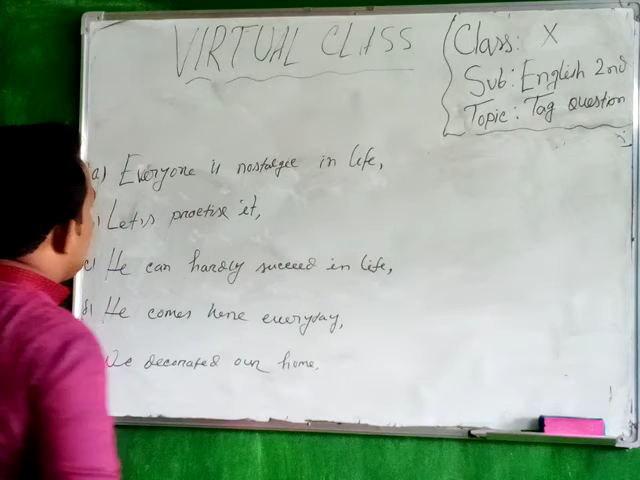 VIRTUAL CLASS
Class: X
Sub: English 2nd
Topic: Tag question
a) Everyone is nostalgic in life,
) Let's practise it,
c) He can hardly succeed in life,
d) He comes here everyday,
We decorated our home.